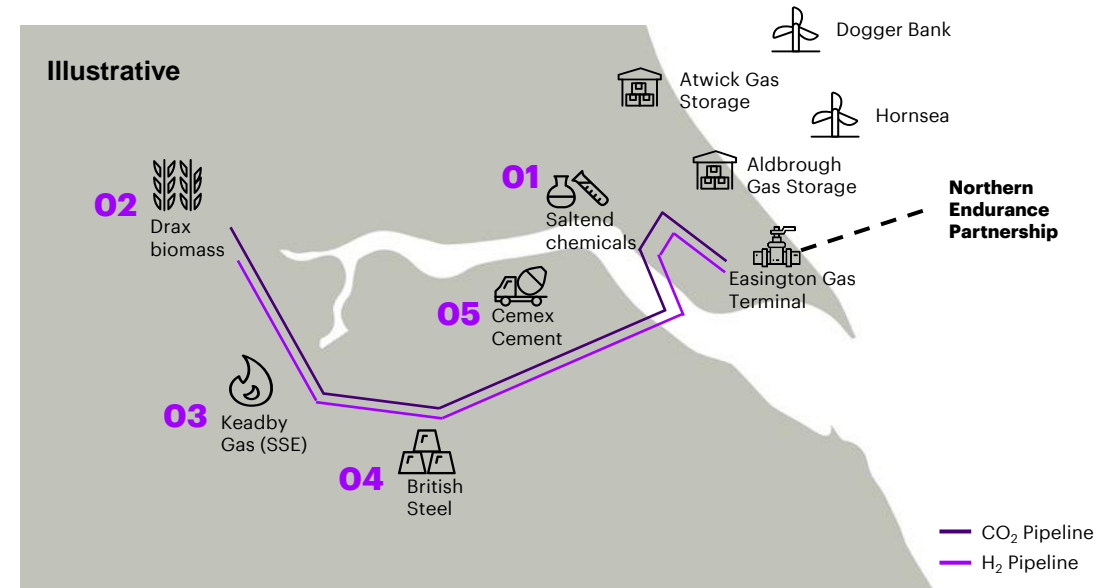 Illustrative
Dogger Bank
Atwick Gas
Storage
Hornsea
Aldbrough
Gas Storage
01
Saltend
chemicals
02
Drax
biomass
Northern
Endurance
Partnership
Easington Gas
Terminal
05
Cemex
Cement
03
Keadby
Gas (SSE)
04
British
Steel
CO₂ Pipeline
H₂ Pipeline